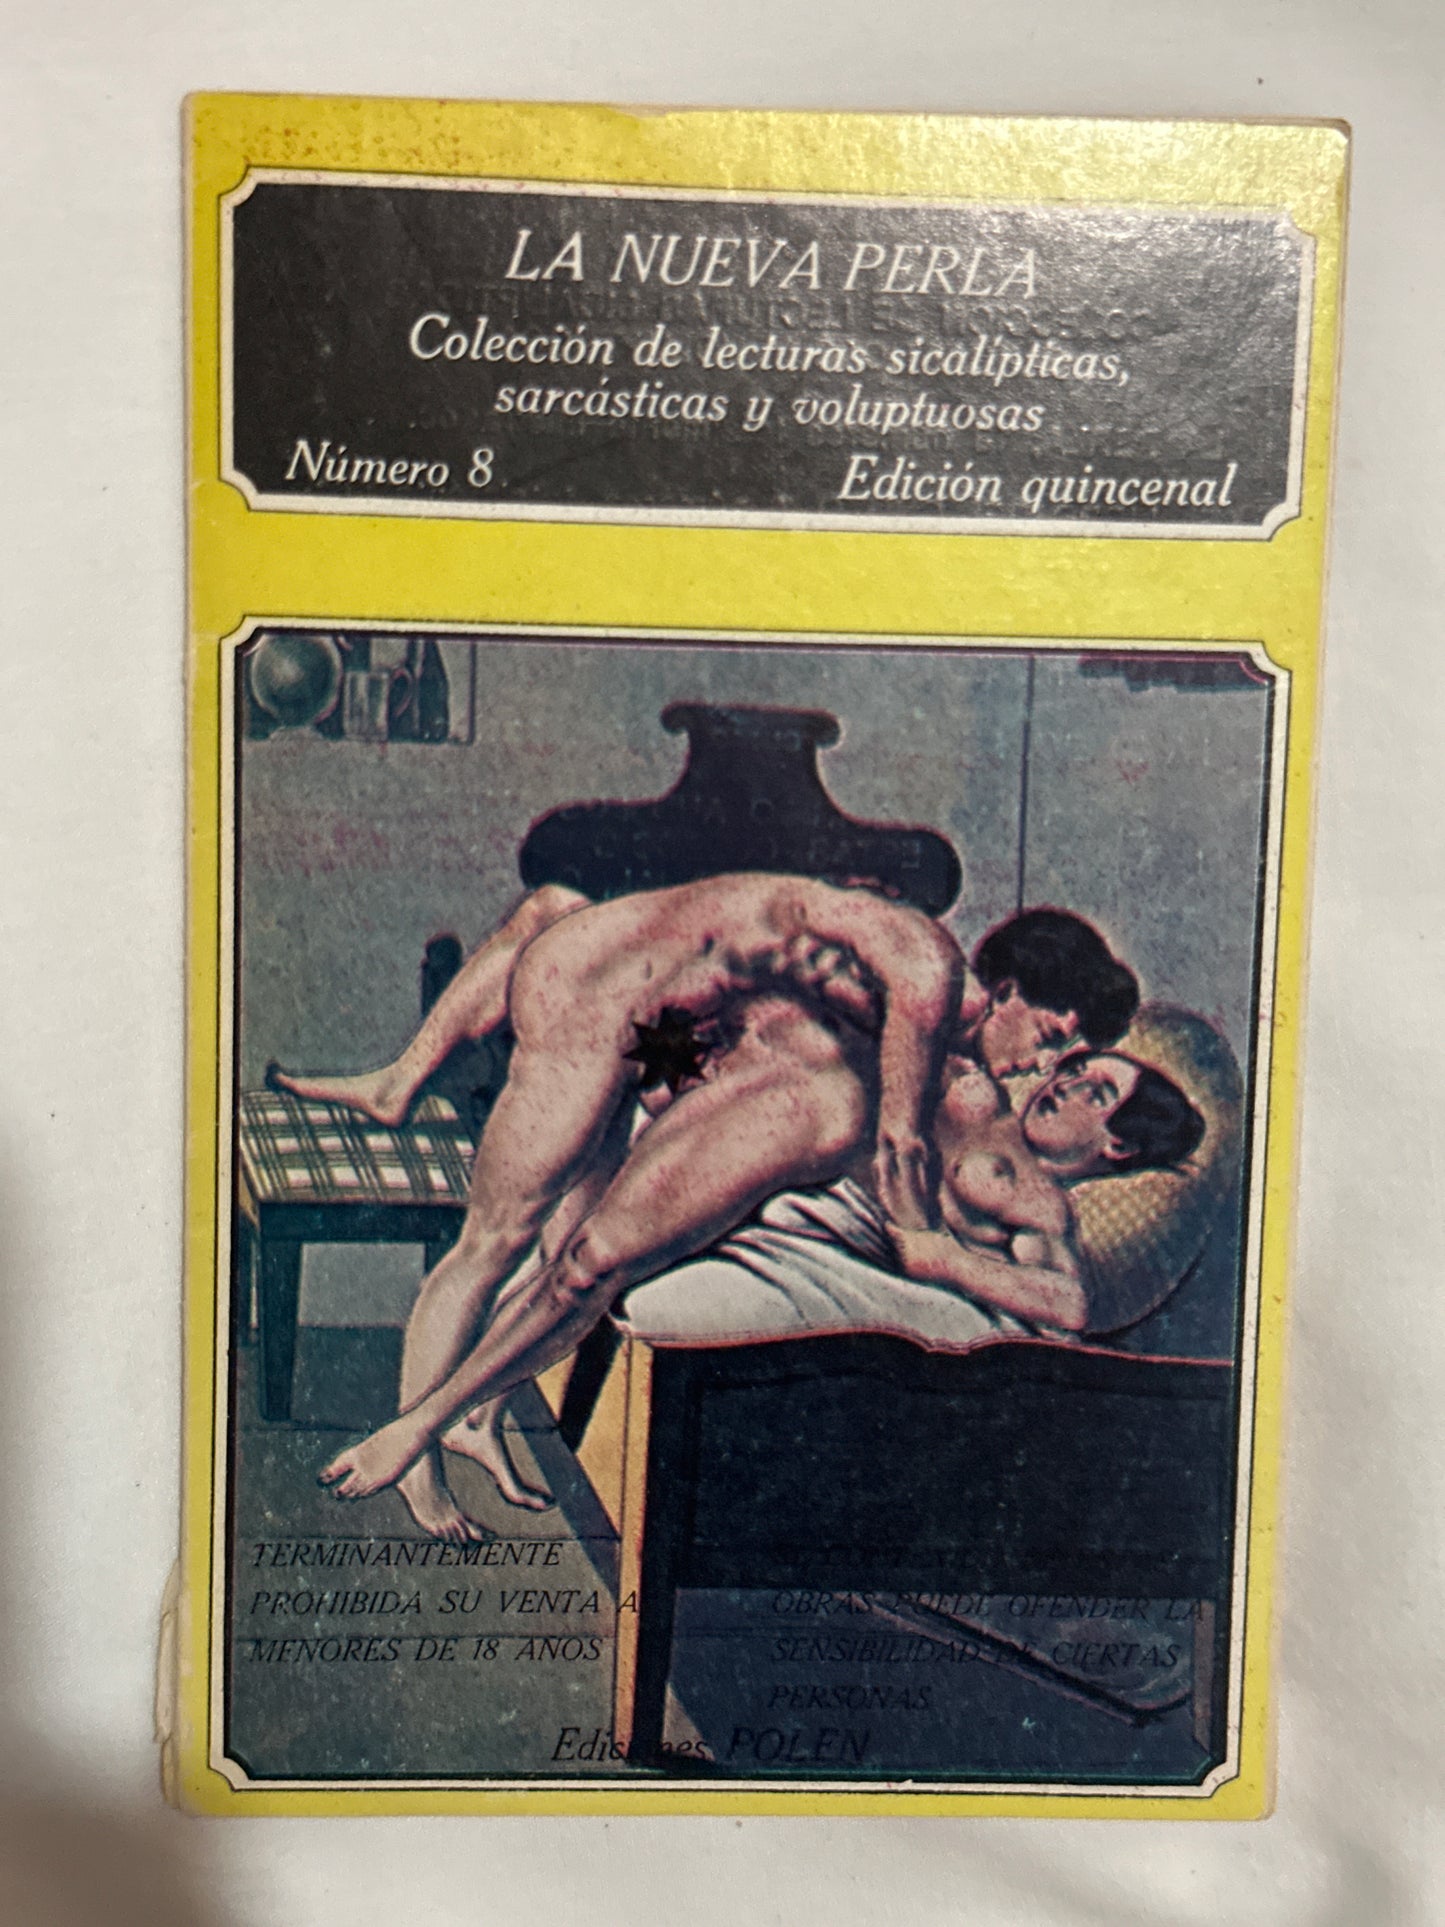 LA NUEVA PERLA
Colección de lecturas sicalípticas,
sarcásticas y voluptuosas
Número 8
Edición quincenal
TERMINANTEMENTE
PROHIBIDA SU VENTA A
MENORES DE 18 AÑOS
OBRAS PUEDE OFENDER LA
SENSIBILIDAD DE CIERTAS
PERSONAS
Ediciones POLEN